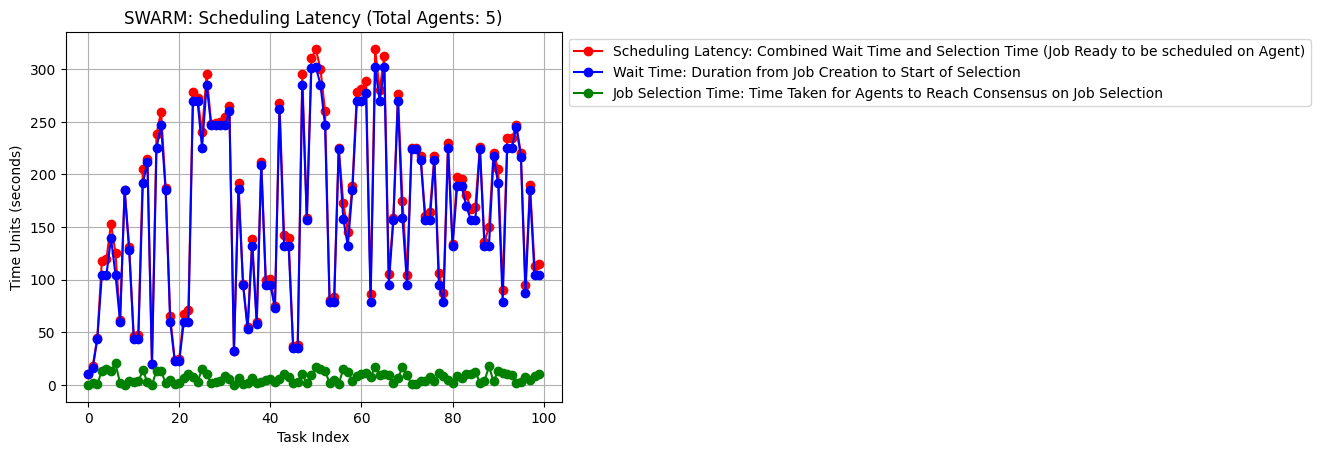 SWARM: Scheduling Latency (Total Agents: 5)
Scheduling Latency: Combined Wait Time and Selection Time (Job Ready to be scheduled on Agent)
Wait Time: Duration from Job Creation to Start of Selection
Job Selection Time: Time Taken for Agents to Reach Consensus on Job Selection
Time Units (seconds)
300
250
200
150
100
50
0
0 20 40 60 80 100
Task Index